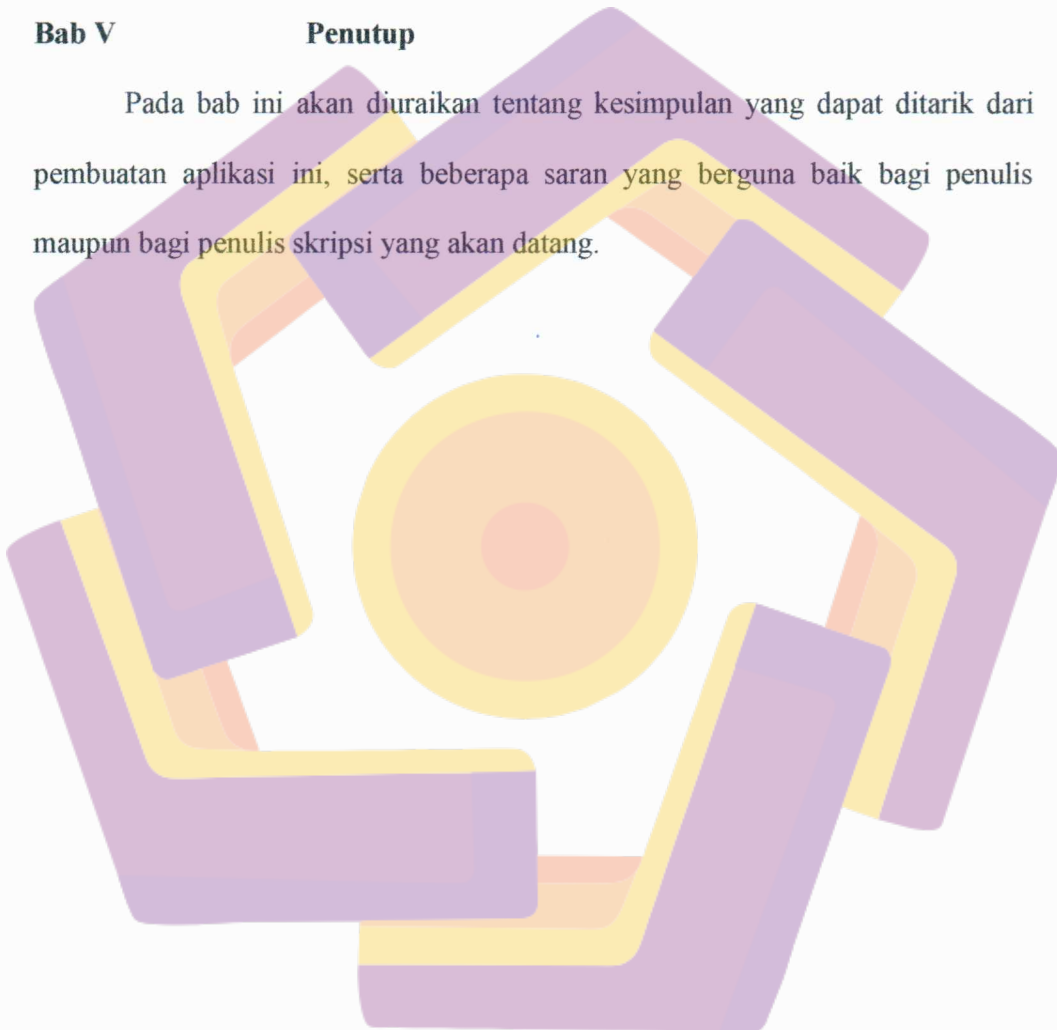 Bab V Penutup
Pada bab ini akan diuraikan tentang kesimpulan yang dapat ditarik dari
pembuatan aplikasi ini, serta beberapa saran yang berguna baik bagi penulis
maupun bagi penulis skripsi yang akan datang.